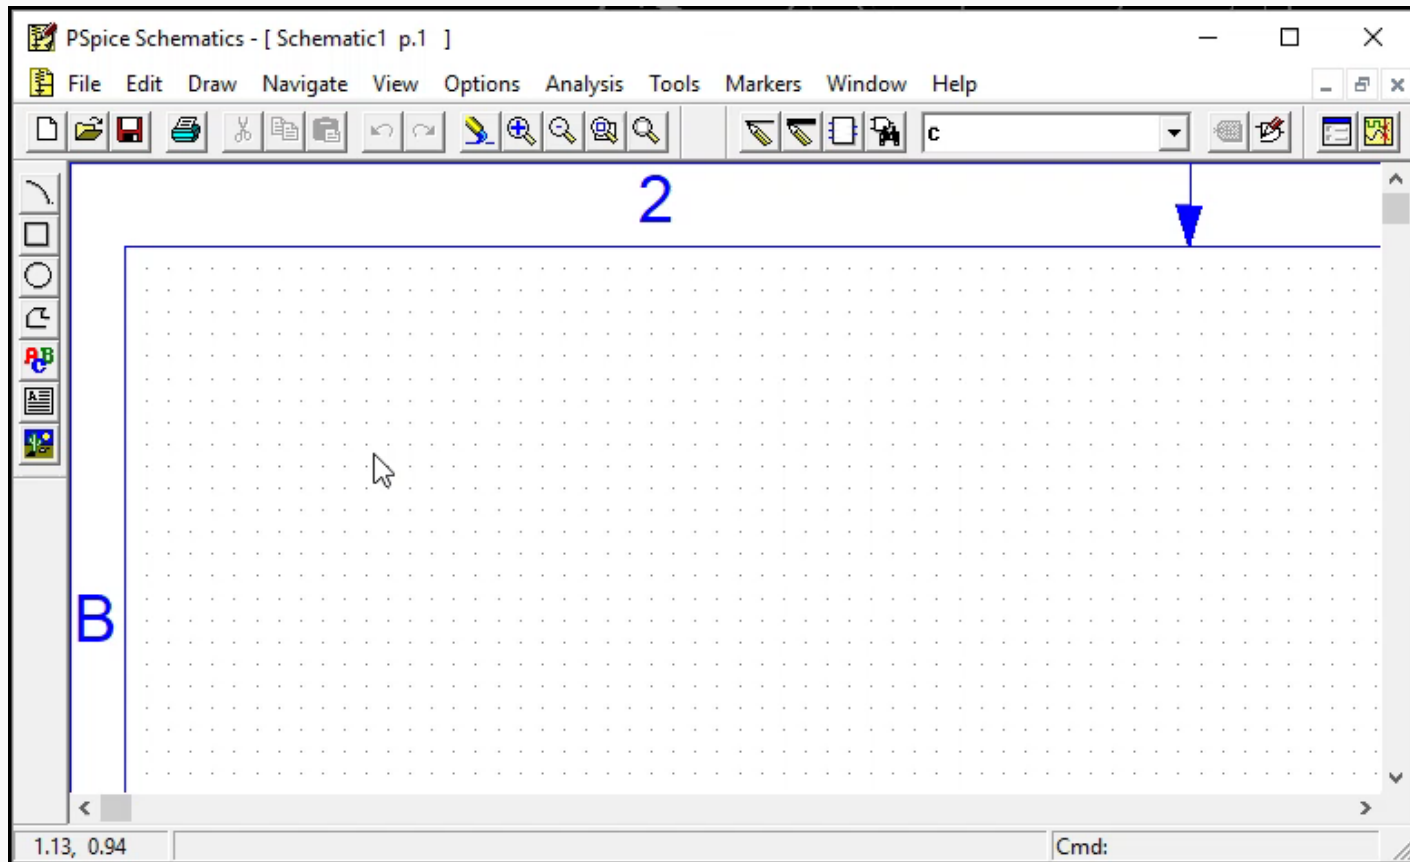 PSpice Schematics - [ Schematic1 p.1 ]
File Edit Draw Navigate View Options Analysis Tools Markers Window Help
c
2
ABC
A
B
1.13, 0.94 Cmd: